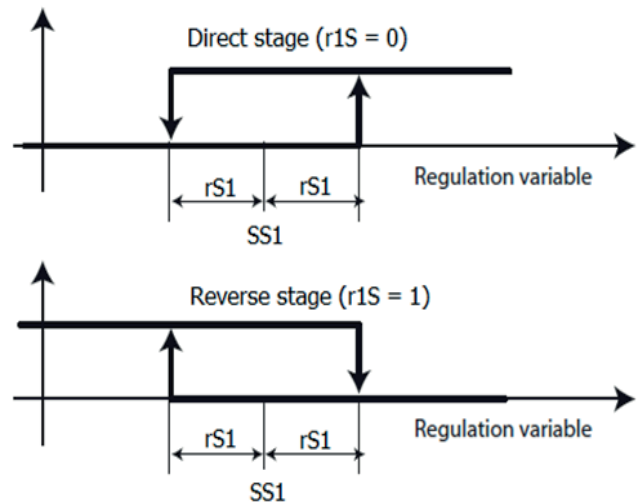 Direct stage (r1S = 0)
Regulation variable
rS1 rS1
SS1
Reverse stage (r1S = 1)
Regulation variable
rS1 rS1
SS1